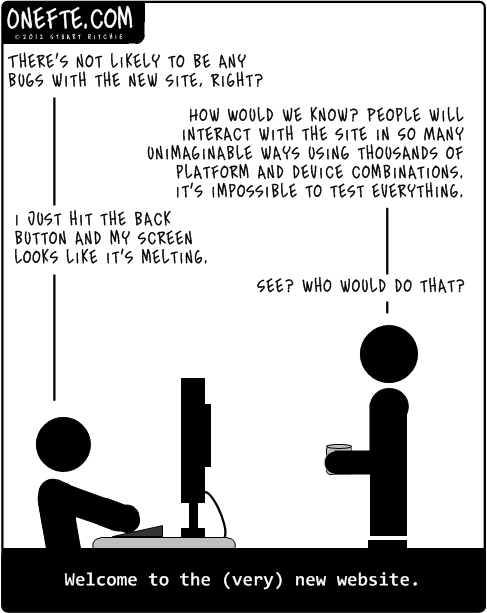 ONEFTE.COM
©2012 STUART RITCHIE
THERE'S NOT LIKELY TO BE ANY
BUGS WITH THE NEW SITE, RIGHT?
HOW WOULD WE KNOW? PEOPLE WILL
INTERACT WITH THE SITE IN SO MANY
UNIMAGINABLE WAYS USING THOUSANDS OF
PLATFORM AND DEVICE COMBINATIONS.
IT'S IMPOSSIBLE TO TEST EVERYTHING.
I JUST HIT THE BACK
BUTTON AND MY SCREEN
LOOKS LIKE IT'S MELTING.
SEE? WHO WOULD DO THAT?
Welcome to the (very) new website.